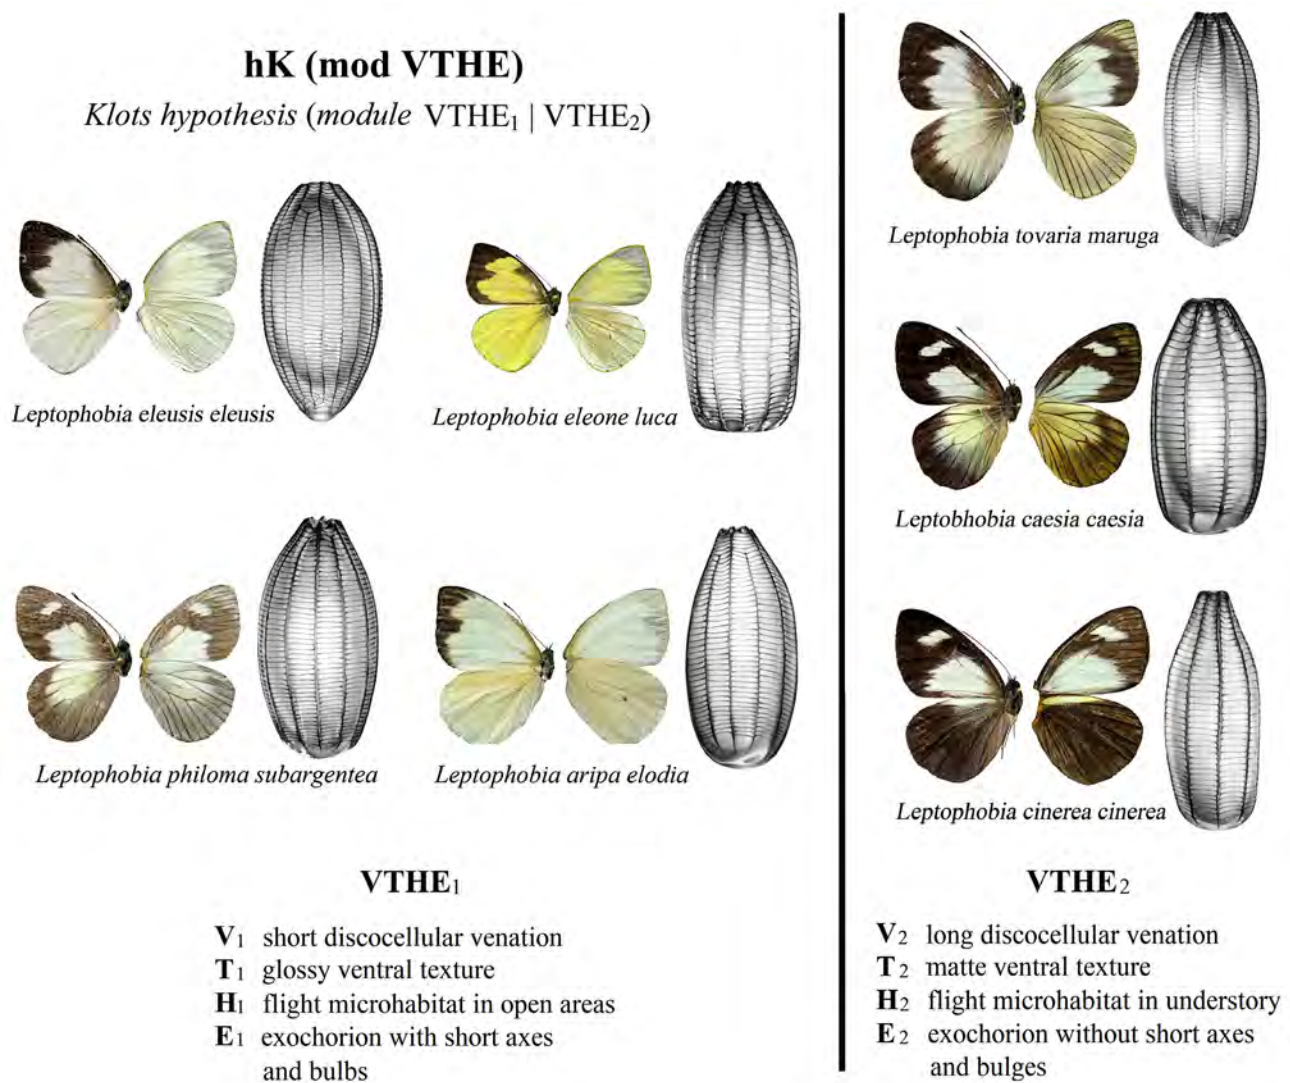 hK (mod VTHE)
Klots hypothesis (module VTHE₁ | VTHE₂)
Leptophobia eleusis eleusis
Leptophobia eleone luca
Leptophobia philoma subargentea
Leptophobia aripa elodia
VTHE₁
V₁ short discocellular venation
T₁ glossy ventral texture
H₁ flight microhabitat in open areas
E₁ exochorion with short axes
and bulbs
Leptophobia tovaria maruga
Leptobhobia caesia caesia
Leptophobia cinerea cinerea
VTHE₂
V₂ long discocellular venation
T₂ matte ventral texture
H₂ flight microhabitat in understory
E₂ exochorion without short axes
and bulges